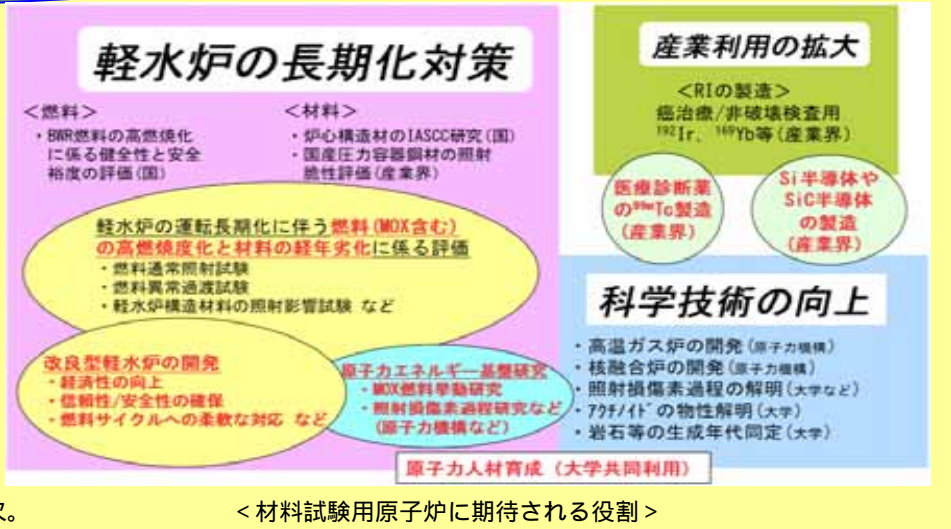 軽水炉の長期化対策
<燃料>
・BWR燃料の高燃焼化
に係る健全性と安全
裕度の評価(国)
<材料>
・炉心構造材のIASCC研究(国)
・国産圧力容器鋼材の照射
脆性評価(産業界)
軽水炉の運転長期化に伴う燃料(MOX含む)
の高燃焼度化と材料の経年劣化に係る評価
・燃料通常照射試験
・燃料異常過渡試験
・軽水炉構造材料の照射影響試験 など
改良型軽水炉の開発
・経済性の向上
・信頼性/安全性の確保
・燃料サイクルへの柔軟な対応 など
原子力エネルギー基盤研究
・MOX燃料挙動研究
・照射損傷素過程研究など
(原子力機構など)
産業利用の拡大
<RIの製造>
癌治療/非破壊検査用
¹⁹²Ir、¹⁶⁹Yb等(産業界)
医療診断薬
の⁹⁹ᵐTc製造
(産業界)
Si半導体や
SiC半導体
の製造
(産業界)
科学技術の向上
・高温ガス炉の開発(原子力機構)
・核融合炉の開発(原子力機構)
・照射損傷素過程の解明(大学など)
・アクチノイドの物性解明(大学)
・岩石等の生成年代同定(大学)
原子力人材育成(大学共同利用)
<材料試験用原子炉に期待される役割>